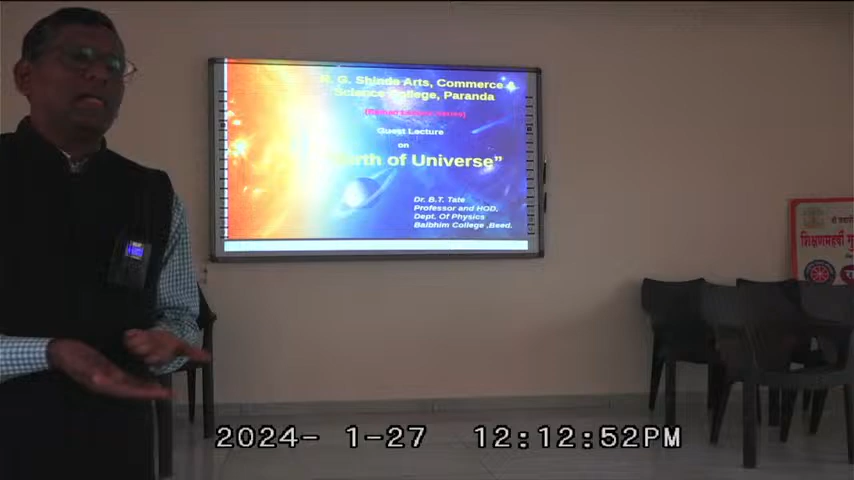 G. Shinde Arts, Commerce &
Science College, Paranda
Guest Lecture
on
of Universe”
Dr. B.T. Tate
Professor and HOD,
Dept. Of Physics
Balbhim College ,Beed.
शिक्षणमहर्षी
2024- 1-27 12:12:52PM